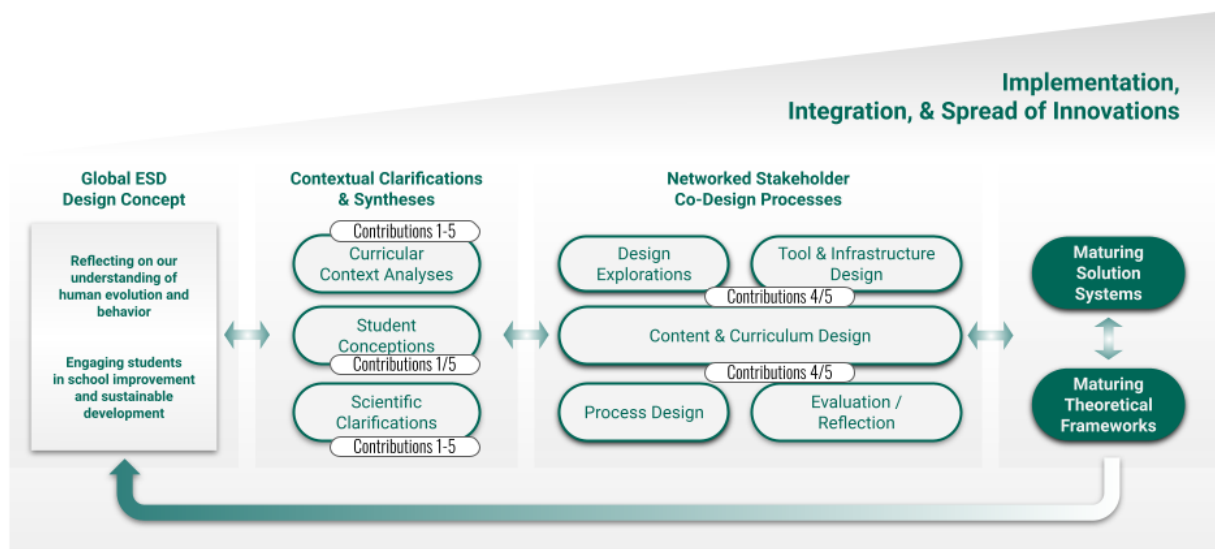 Implementation,
Integration, & Spread of Innovations
Global ESD
Design Concept
Reflecting on our
understanding of
human evolution and
behavior
Engaging students
in school improvement
and sustainable
development
Contextual Clarifications
& Syntheses
Contributions 1-5
Curricular
Context Analyses
Student
Conceptions
Contributions 1/5
Scientific
Clarifications
Contributions 1-5
Networked Stakeholder
Co-Design Processes
Design
Explorations
Tool & Infrastructure
Design
Contributions 4/5
Content & Curriculum Design
Contributions 4/5
Process Design
Evaluation /
Reflection
Maturing
Solution
Systems
Maturing
Theoretical
Frameworks